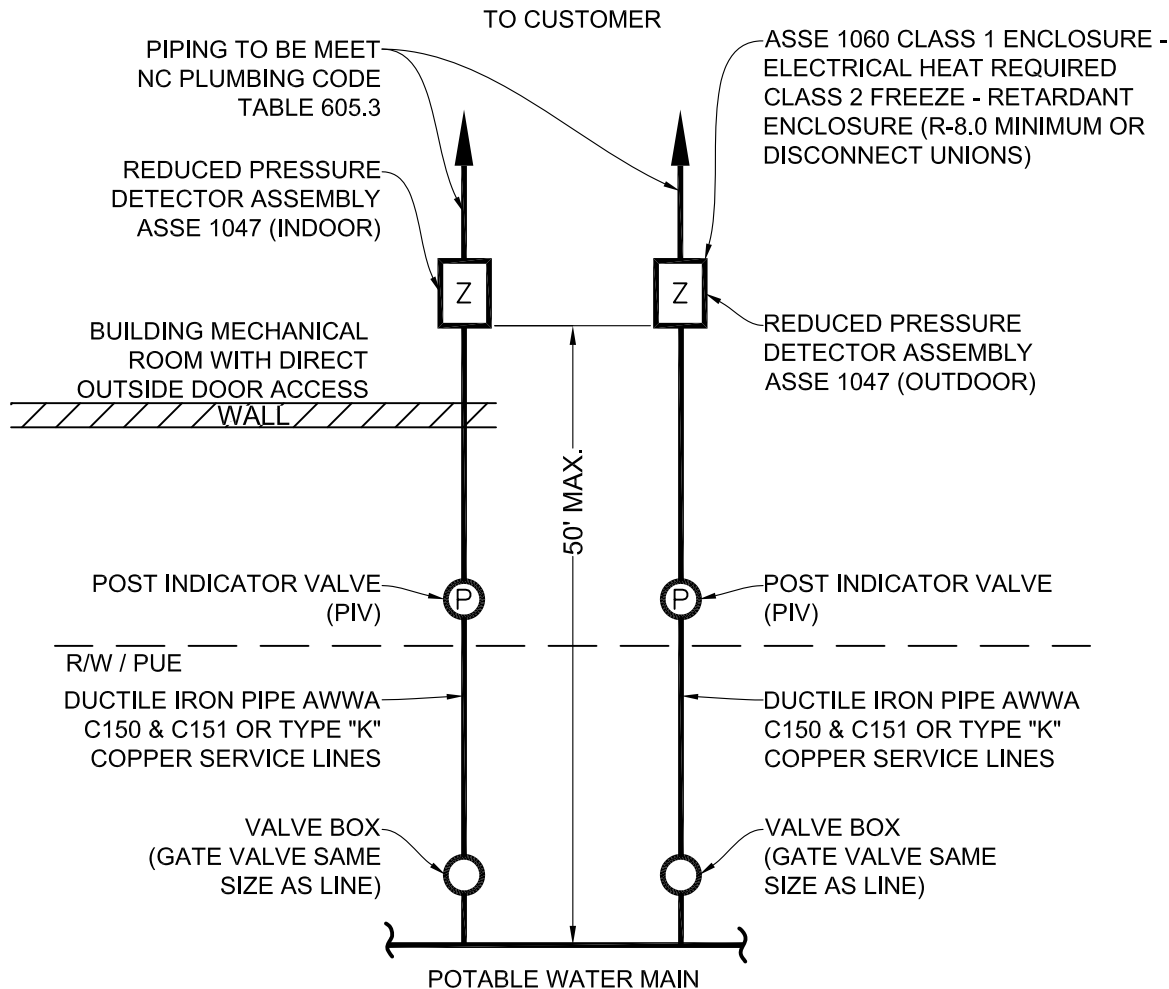 TO CUSTOMER
PIPING TO BE MEET
NC PLUMBING CODE
TABLE 605.3
ASSE 1060 CLASS 1 ENCLOSURE -
ELECTRICAL HEAT REQUIRED
CLASS 2 FREEZE - RETARDANT
ENCLOSURE (R-8.0 MINIMUM OR
DISCONNECT UNIONS)
REDUCED PRESSURE
DETECTOR ASSEMBLY
ASSE 1047 (INDOOR)
Z
Z
BUILDING MECHANICAL
ROOM WITH DIRECT
OUTSIDE DOOR ACCESS
WALL
REDUCED PRESSURE
DETECTOR ASSEMBLY
ASSE 1047 (OUTDOOR)
50' MAX.
POST INDICATOR VALVE
(PIV)
P
P
POST INDICATOR VALVE
(PIV)
R/W / PUE
DUCTILE IRON PIPE AWWA
C150 & C151 OR TYPE "K"
COPPER SERVICE LINES
DUCTILE IRON PIPE AWWA
C150 & C151 OR TYPE "K"
COPPER SERVICE LINES
VALVE BOX
(GATE VALVE SAME
SIZE AS LINE)
VALVE BOX
(GATE VALVE SAME
SIZE AS LINE)
POTABLE WATER MAIN